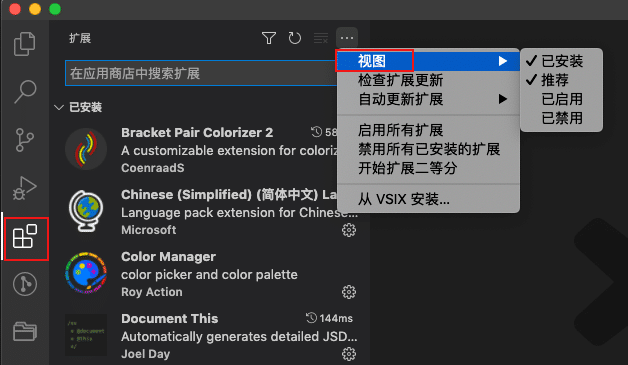 扩展
在应用商店中搜索扩展
已安装
Bracket Pair Colorizer 2
A customizable extension for
CoenraadS
Chinese (Simplified) (简体中文)
Language pack extension for Chinese...
Microsoft
Color Manager
color picker and color palette
Roy Action
Document This
144ms
Automatically generates detailed JSD...
Joel Day
视图
检查扩展更新
自动更新扩展
启用所有扩展
禁用所有已安装的扩展
开始扩展二等分
从 VSIX 安装...
已安装
推荐
已启用
已禁用